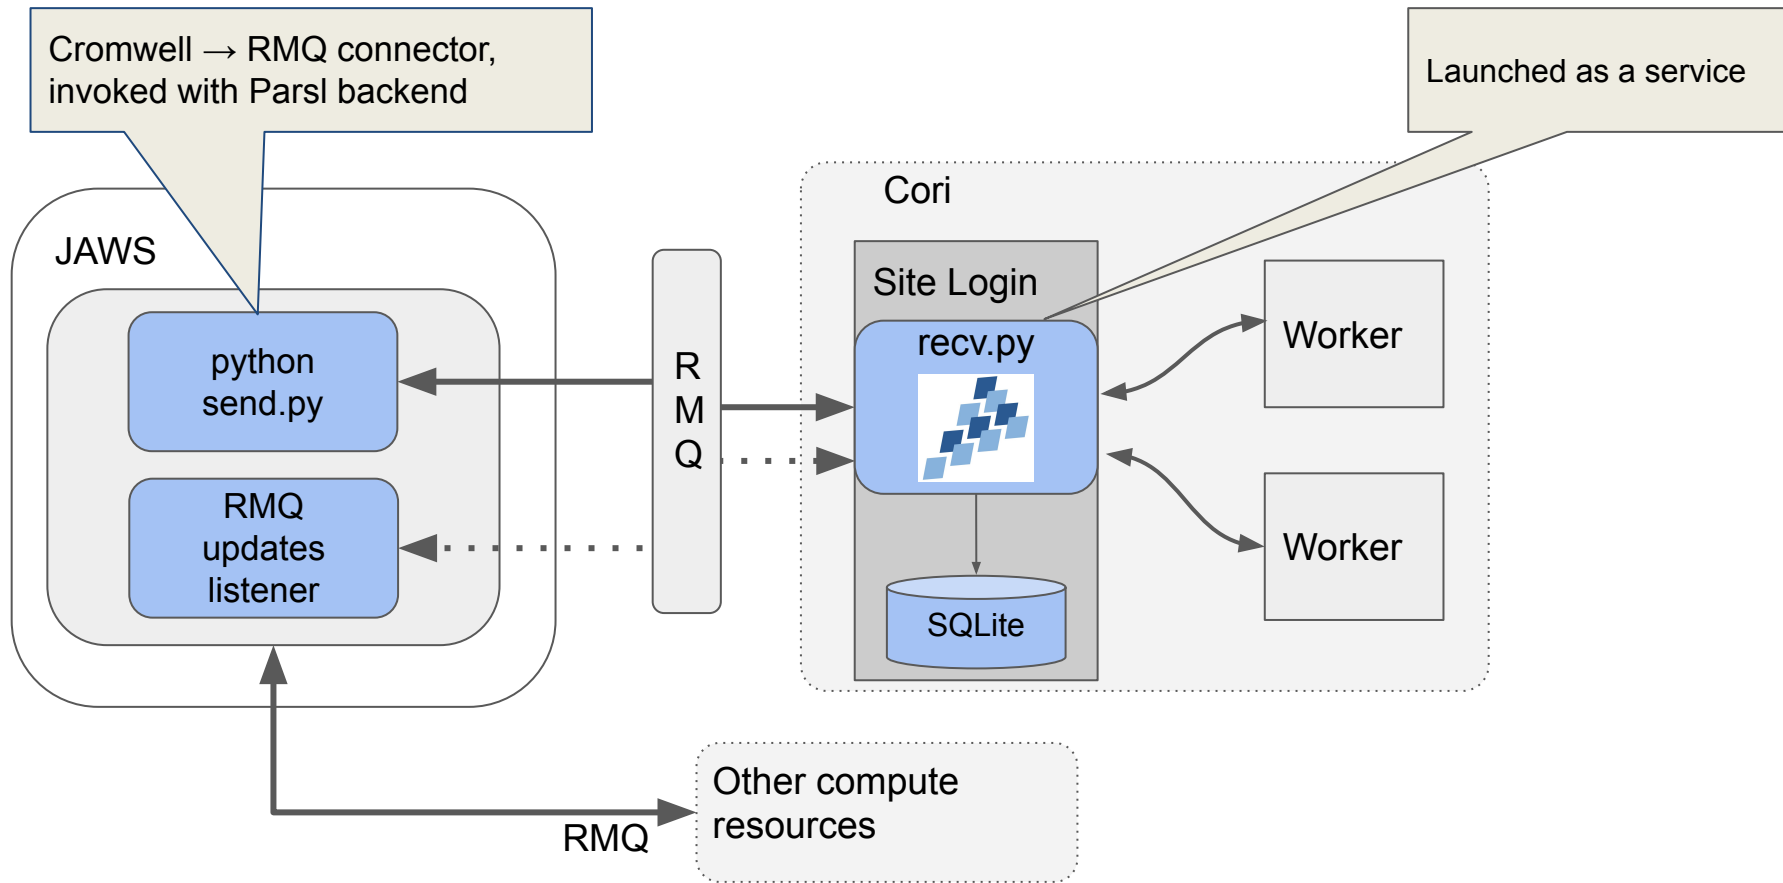 Cromwell → RMQ connector,
invoked with Parsl backend
Launched as a service
Cori
JAWS
Site Login
python
send.py
RMQ
updates
listener
R
M
Q
recv.py
SQLite
Worker
Worker
Other compute
resources
RMQ